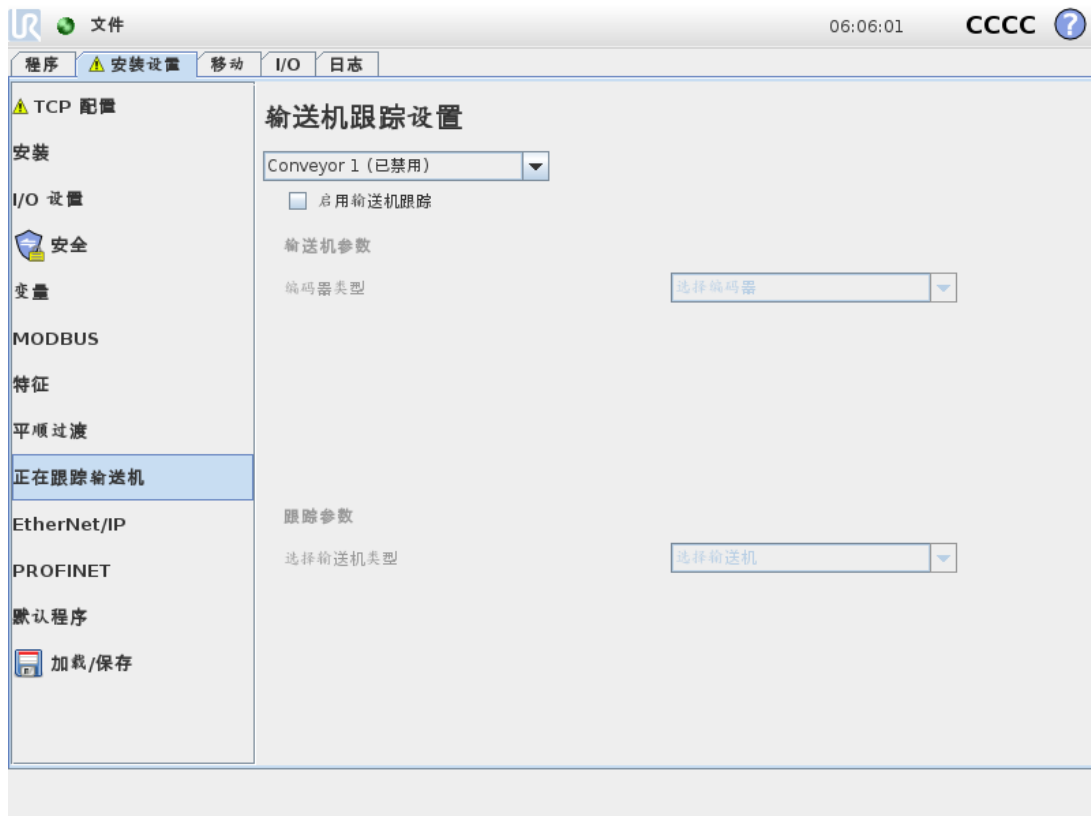 UR 文件 06:06:01 CCCC ?
程序 安装设置 移动 I/O 日志
TCP 配置
安装
I/O 设置
安全
变量
MODBUS
特征
平顺过渡
正在跟踪输送机
EtherNet/IP
PROFINET
默认程序
加载/保存
输送机跟踪设置
Conveyor 1 (已禁用)
启用输送机跟踪
输送机参数
编码器类型 选择编码器
跟踪参数
选择输送机类型 选择输送机